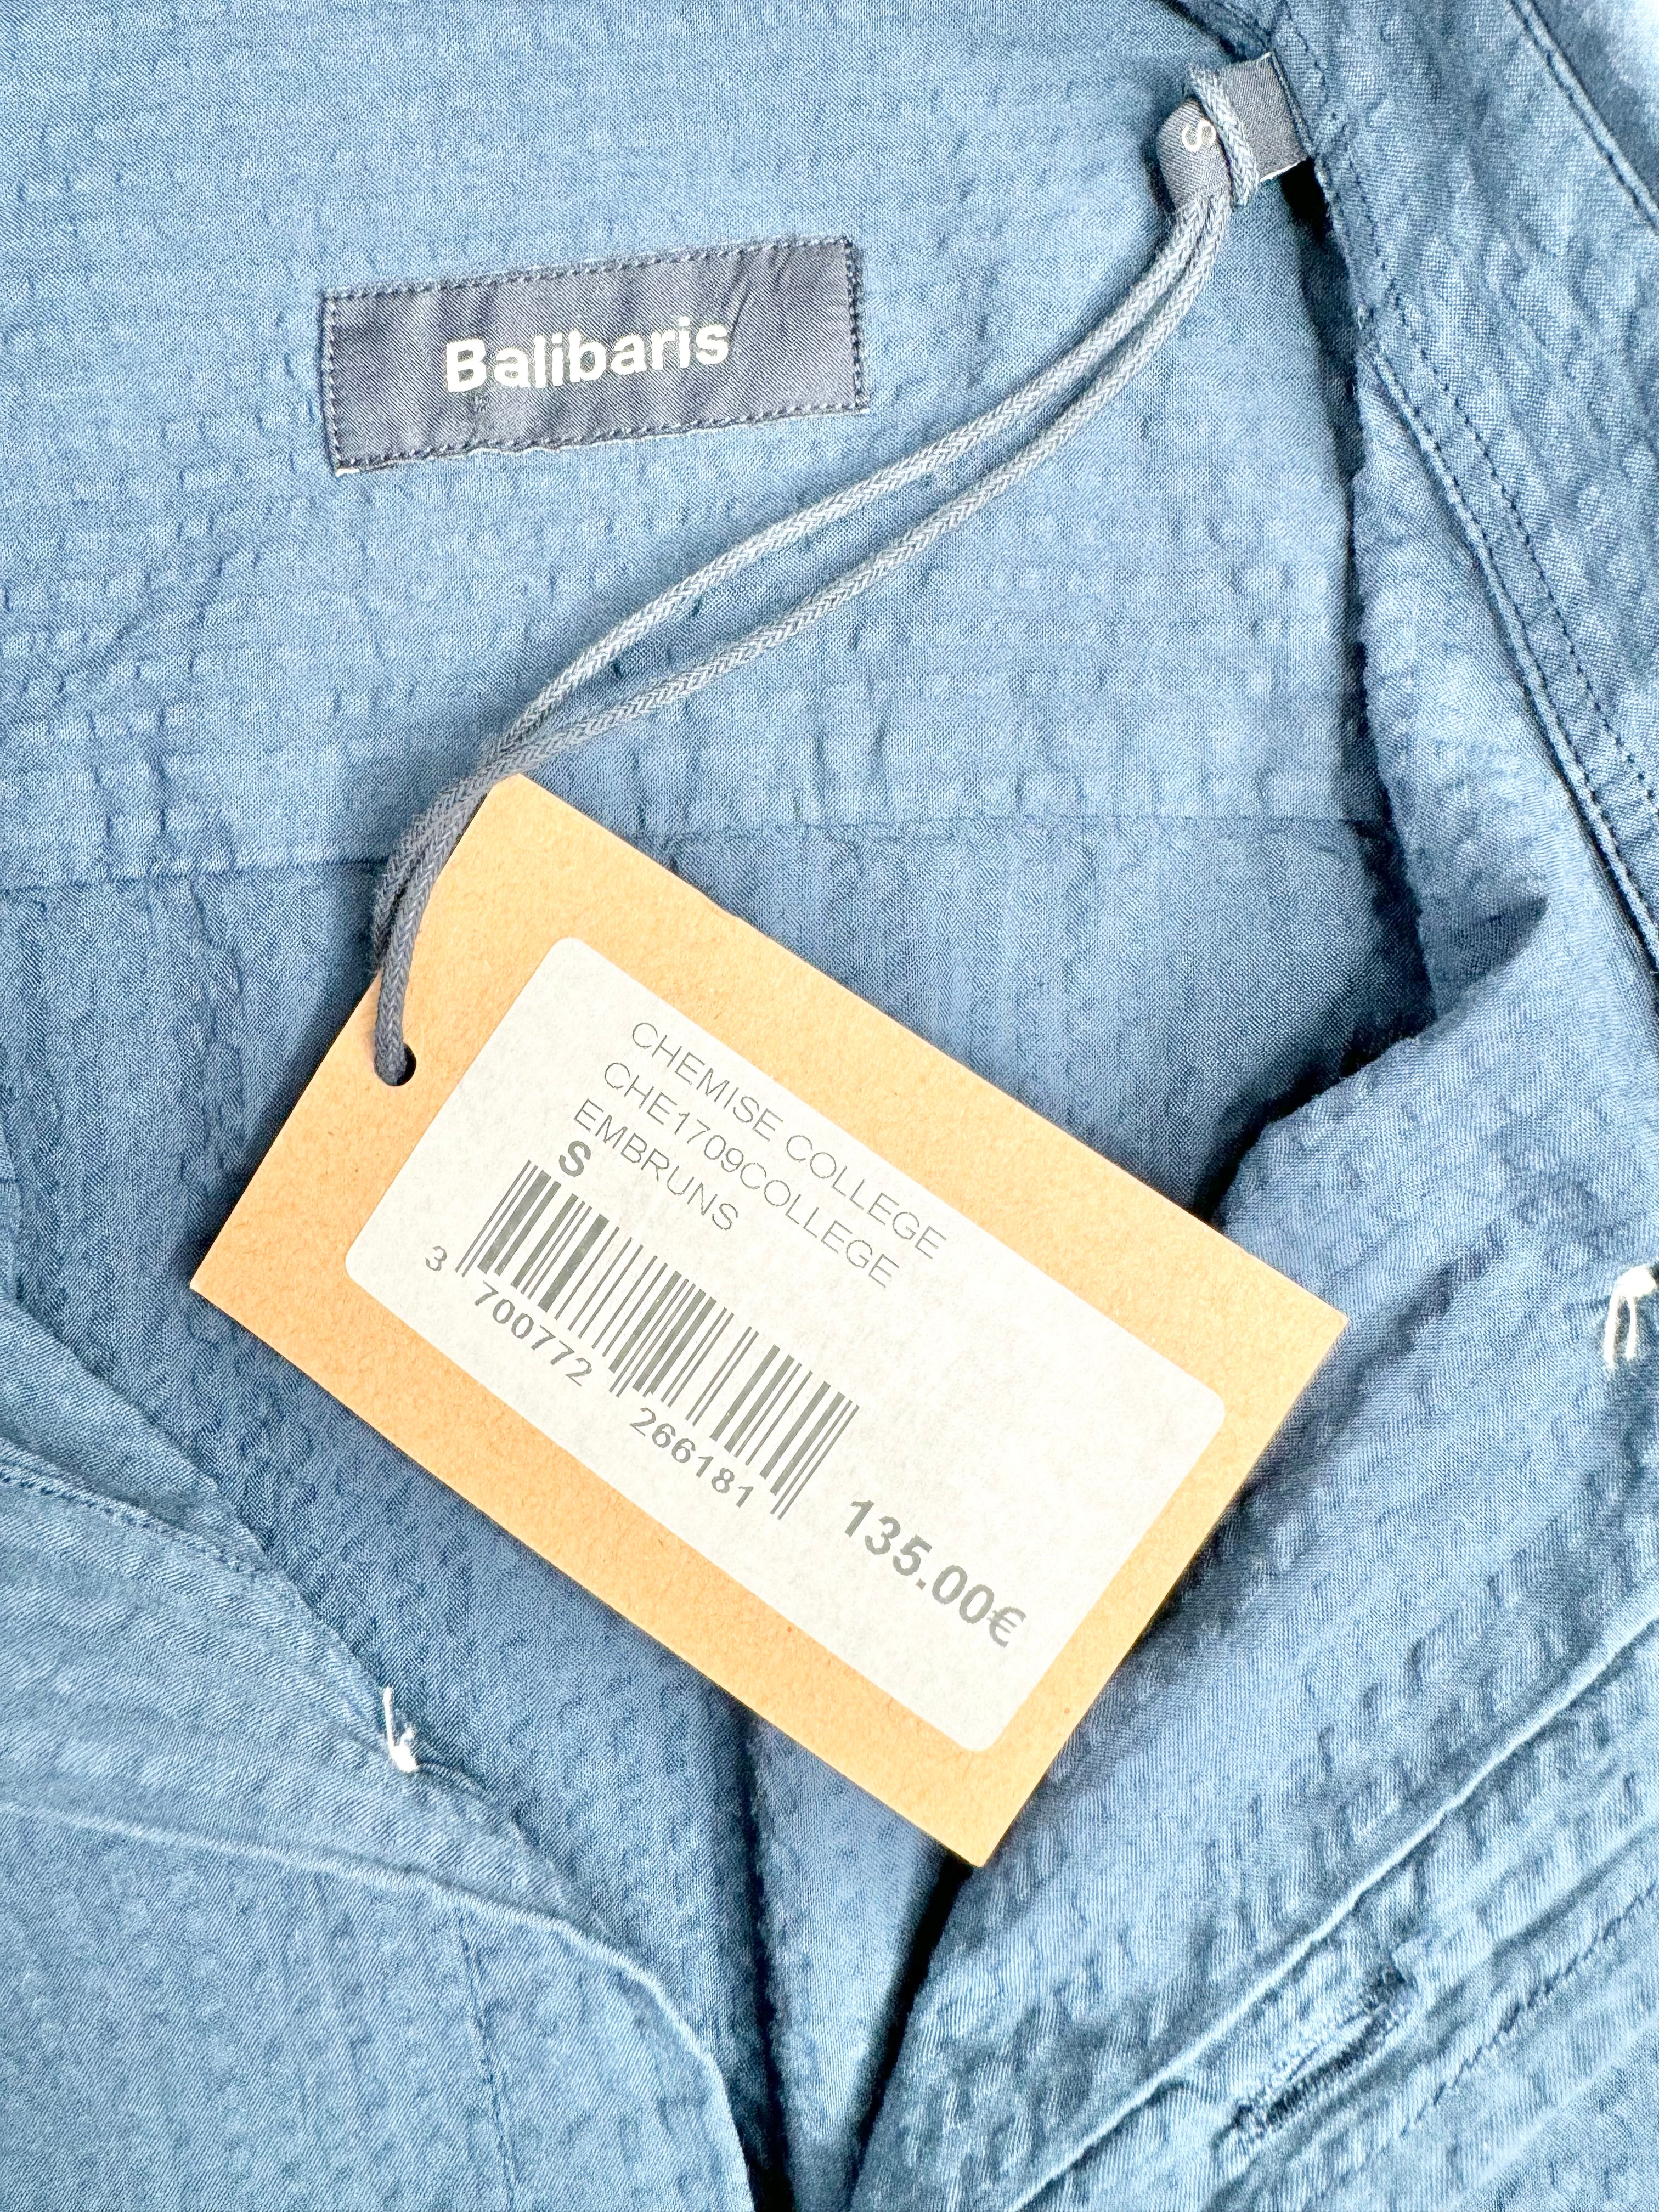 S
Balibaris
CHEMISE COLLEGE
CHE1709COLLEGE
EMBRUNS
S
3 700772 266181
135.00€